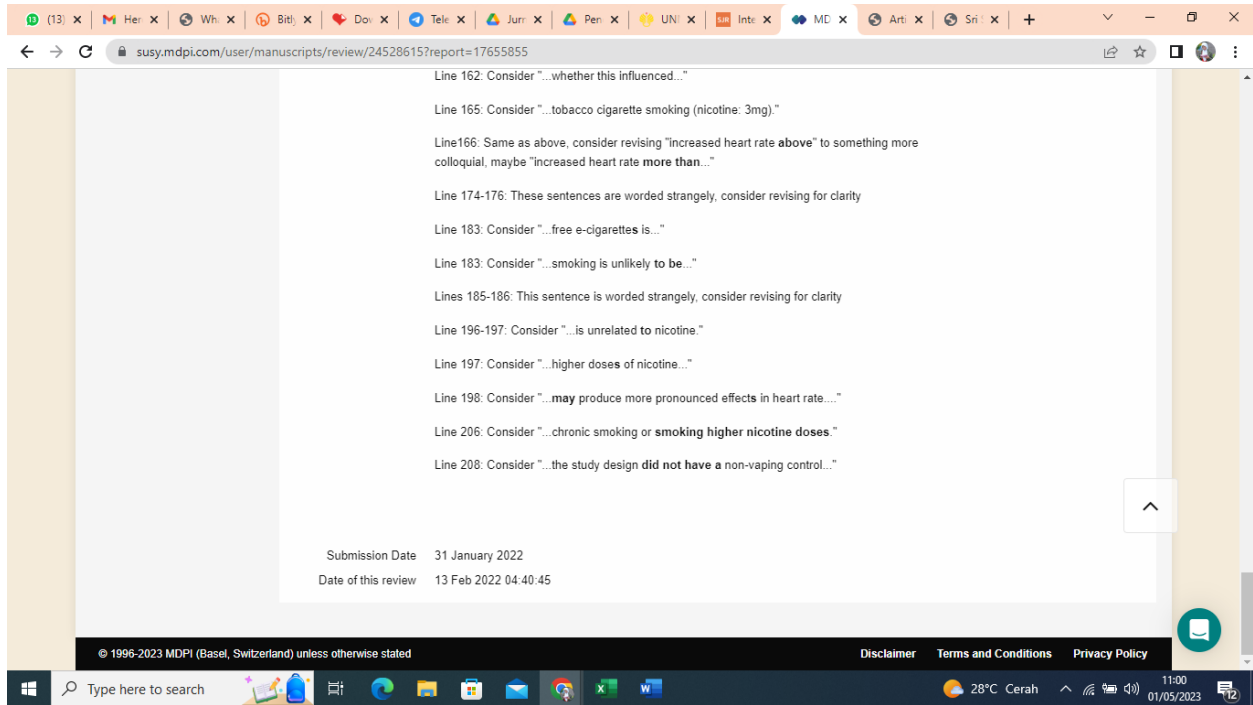 (13)
Her
Wha
Bitly
Dov
Tele
Jurr
Pen
UNI
SJR Inte
MD
Arti
Sri
susy.mdpi.com/user/manuscripts/review/24528615?report=17655855
Line 162: Consider "...whether this influenced..."
Line 165: Consider "...tobacco cigarette smoking (nicotine: 3mg)."
Line166: Same as above, consider revising "increased heart rate above" to something more
colloquial, maybe "increased heart rate more than..."
Line 174-176: These sentences are worded strangely, consider revising for clarity
Line 183: Consider "...free e-cigarettes is..."
Line 183: Consider "...smoking is unlikely to be..."
Lines 185-186: This sentence is worded strangely, consider revising for clarity
Line 196-197: Consider "...is unrelated to nicotine."
Line 197: Consider "...higher doses of nicotine..."
Line 198: Consider "...may produce more pronounced effects in heart rate...."
Line 206: Consider "...chronic smoking or smoking higher nicotine doses."
Line 208: Consider "...the study design did not have a non-vaping control..."
Submission Date 31 January 2022
Date of this review 13 Feb 2022 04:40:45
© 1996-2023 MDPI (Basel, Switzerland) unless otherwise stated Disclaimer Terms and Conditions Privacy Policy
Type here to search
28°C Cerah
11:00
01/05/2023
12